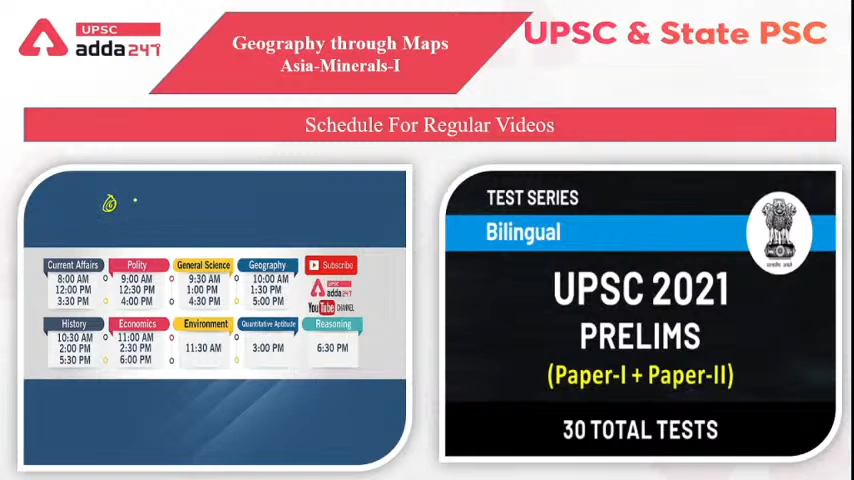 UPSC
adda247
Geography through Maps
Asia-Minerals-I
UPSC & State PSC
Schedule For Regular Videos
Current Affairs
8:00 AM
12:00 PM
3:30 PM
Polity
9:00 AM
12:30 PM
4:00 PM
General Science
9:30 AM
1:00 PM
4:30 PM
Geography
10:00 AM
1:30 PM
5:00 PM
Subscribe
UPSC
adda247
YouTube CHANNEL
History
10:30 AM
2:00 PM
5:30 PM
Economics
11:00 AM
2:30 PM
6:00 PM
Environment
11:30 AM
Quantitative Aptitude
3:00 PM
Reasoning
6:30 PM
TEST SERIES
Bilingual
UPSC 2021
PRELIMS
(Paper-I + Paper-II)
30 TOTAL TESTS